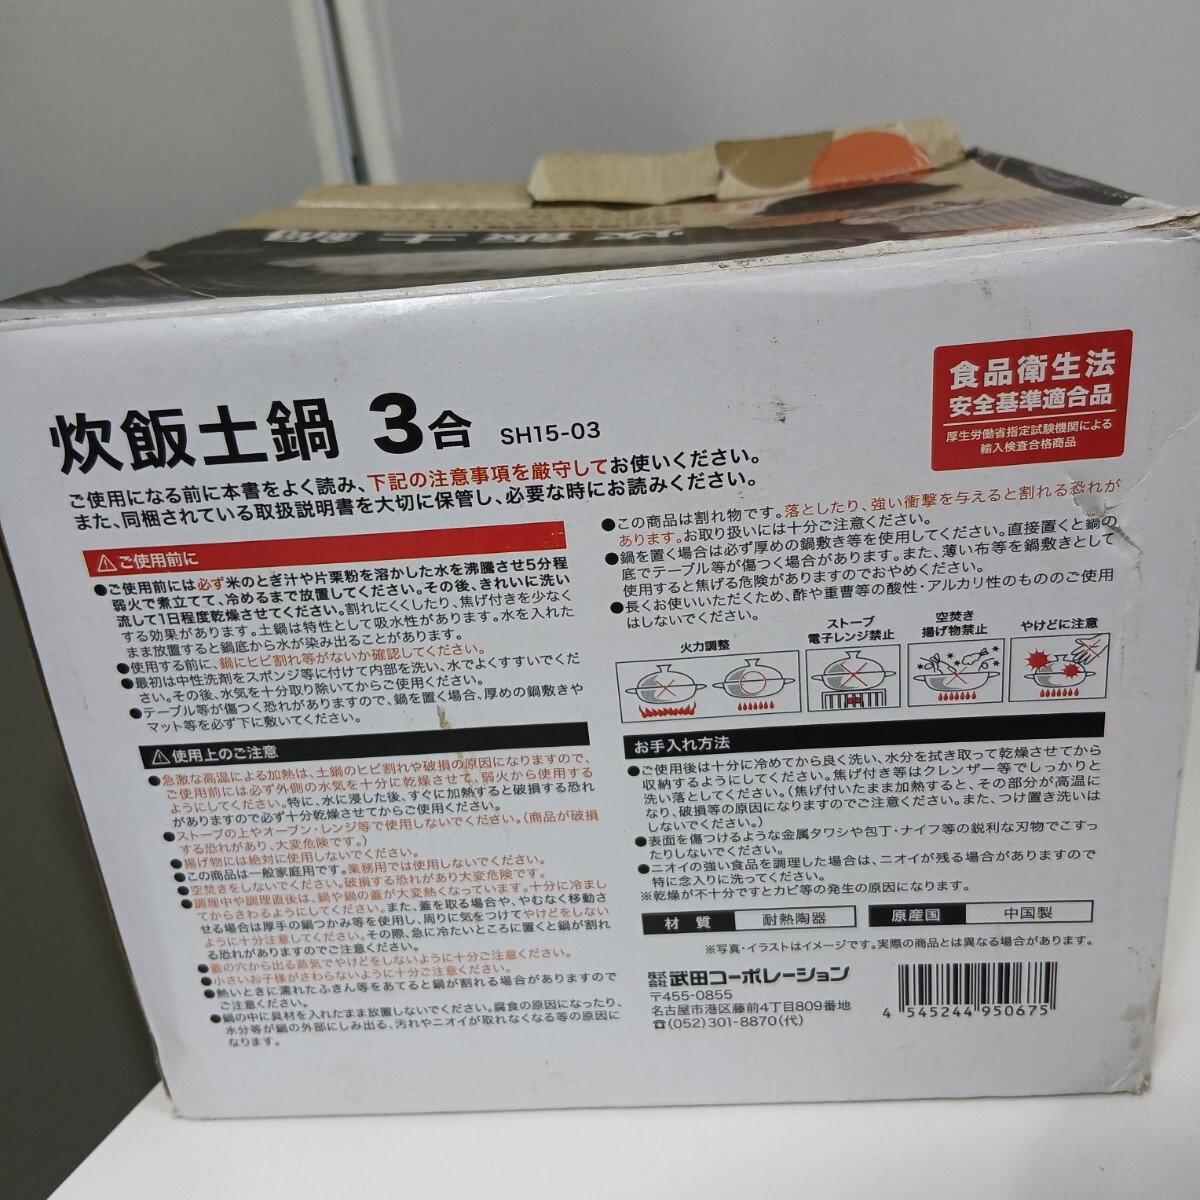 炊飯土鍋
炊飯土鍋 3合 SH15-03
ご使用になる前に本書をよく読み、下記の注意事項を厳守してお使いください。
また、同梱されている取扱説明書を大切に保管し、必要な時にお読みください。
食品衛生法
安全基準適合品
厚生労働省指定試験機関による
輸入検査合格商品
⚠ご使用前に
●ご使用前には必ず米のとぎ汁や片栗粉を溶かした水を沸騰させ5分程
弱火で煮立てて、冷めるまで放置してください。その後、きれいに洗い
流して1日程度乾燥させてください。割れにくくしたり、焦げ付きを少なく
する効果があります。土鍋は特性として吸水性があります。水を入れた
まま放置すると鍋底から水が染み出ることがあります。
●使用する前に、鍋にヒビ割れ等がないか確認してください。
●最初は中性洗剤をスポンジ等に付けて内部を洗い、水でよくすすいでくだ
さい。その後、水気を十分取り除いてからご使用ください。
●テーブル等が傷つく恐れがありますので、鍋を置く場合、厚めの鍋敷きや
マット等を必ず下に敷いてください。
⚠使用上のご注意
●急激な高温による加熱は、土鍋のヒビ割れや破損の原因になりますので、
ご使用前には必ず外側の水気を十分に乾燥させて、弱火から使用する
ようにしてください。特に、水に浸した後、すぐに加熱すると破損する恐れ
がありますので必ず十分乾燥させてからご使用ください。
●ストーブの上やオーブン・レンジ等で使用しないでください。(商品が破損
する恐れがあり、大変危険です。)
●揚げ物には絶対に使用しないでください。
●この商品は一般家庭用です。業務用では使用しないでください。
●空焚きをしないでください。破損する恐れがあり大変危険です。
●調理中や調理直後は、鍋や鍋の蓋が大変熱くなっています。十分に冷まし
てからさわるようにしてください。また、蓋を取る場合や、やむなく移動さ
せる場合は厚手の鍋つかみ等を使用し、周りに気をつけてやけどをしない
ように十分注意してください。その際、急に冷たいところに置くと鍋が割れ
る恐れがありますのでご注意ください。
●蓋の穴から出る蒸気でやけどをしないように十分ご注意ください。
●小さいお子様がさわらないように十分ご注意ください。
●熱いときに濡れたふきん等をあてると鍋が割れる場合がありますので
ご注意ください。
●鍋の中に具材を入れたまま放置しないでください。腐食の原因になったり、
水分等が鍋の外部にしみ出る、汚れやニオイが取れなくなる等の原因に
なります。
●この商品は割れ物です。落としたり、強い衝撃を与えると割れる恐れが
あります。お取り扱いには十分ご注意ください。
●鍋を置く場合は必ず厚めの鍋敷き等を使用してください。直接置くと鍋の
底でテーブル等が傷つく場合があります。また、薄い布等を鍋敷きとして
使用すると焦げる危険がありますのでおやめください。
●長くお使いいただくため、酢や重曹等の酸性・アルカリ性のもののご使用
はしないでください。
火力調整
ストーブ
電子レンジ禁止
空焚き
揚げ物禁止
やけどに注意
お手入れ方法
●ご使用後は十分に冷めてから良く洗い、水分を拭き取って乾燥させてから
収納するようにしてください。焦げ付き等はクレンザー等でしっかりと
洗い落としてください。(焦げ付いたまま加熱すると、その部分が高温に
なり、破損等の原因になりますのでご注意ください。また、つけ置き洗いは
しないでください。)
●表面を傷つけるような金属タワシや包丁・ナイフ等の鋭利な刃物でこすっ
たりしないでください。
●ニオイの強い食品を調理した場合は、ニオイが残る場合がありますので
特に念入りに洗ってください。
※乾燥が不十分ですとカビ等の発生の原因になります。
材質 耐熱陶器 原産国 中国製
※写真・イラストはイメージです。実際の商品とは異なる場合があります。
株式会社 武田コーポレーション
〒455-0855
名古屋市港区藤前4丁目809番地
☎(052)301-8870(代)
4 545244 950675